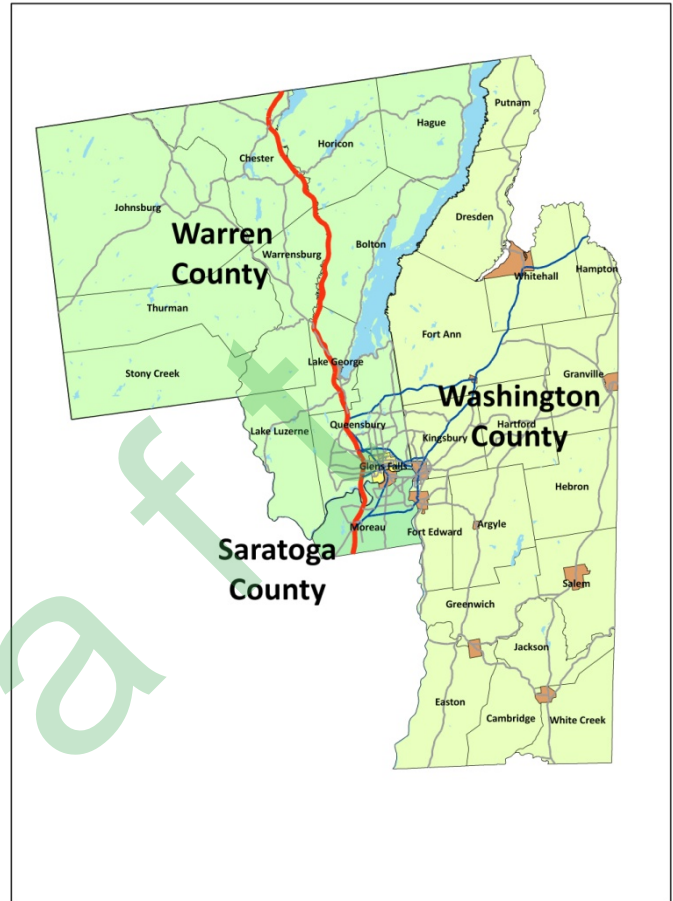 Putnam
Hague
Horicon
Chester
Johnsburg
Dresden
Warren
County
Bolton
Warrensburg
Whitehall
Hampton
Thurman
Fort Ann
Lake George
Stony Creek
Granville
Washington
County
Hartford
Queensbury
Lake Luzerne
Kingsbury
Glens Falls
Hebron
Moreau
Fort Edward
Argyle
Saratoga
County
Salem
Greenwich
Jackson
Easton
Cambridge
White Creek
a f t